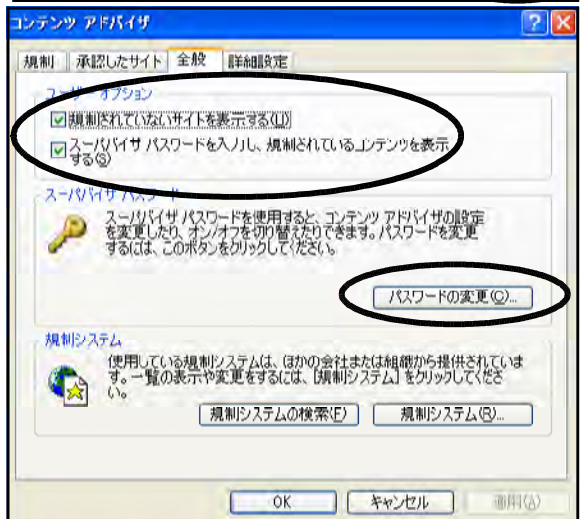 コンテンツ アドバイザ
規制 承認したサイト 全般 詳細設定
ユーザー オプション
規制されていないサイトを表示する(U)
スーパバイザ パスワードを入力し、規制されているコンテンツを表示
する(S)
スーパバイザ パスワード
スーパバイザ パスワードを使用すると、コンテンツ アドバイザの設定
を変更したり、オン/オフを切り替えたりできます。パスワードを変更
するには、このボタンをクリックしてください。
パスワードの変更(C)...
規制システム
使用している規制システムは、ほかの会社または組織から提供されていま
す。一覧の表示や変更をするには、[規制システム] をクリックしてくださ
い。
規制システムの検索(F) 規制システム(R)...
OK キャンセル 適用(A)